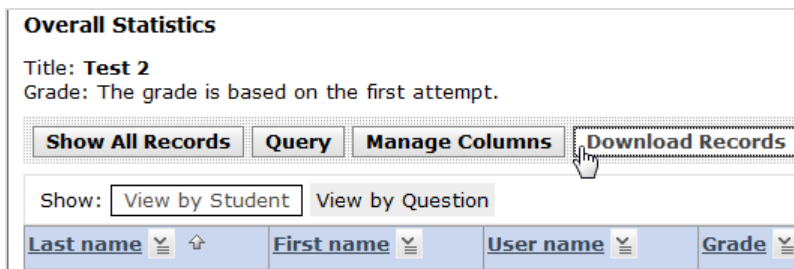 Overall Statistics
Title: Test 2
Grade: The grade is based on the first attempt.
Show All Records Query Manage Columns Download Records
Show: View by Student View by Question
Last name First name User name Grade